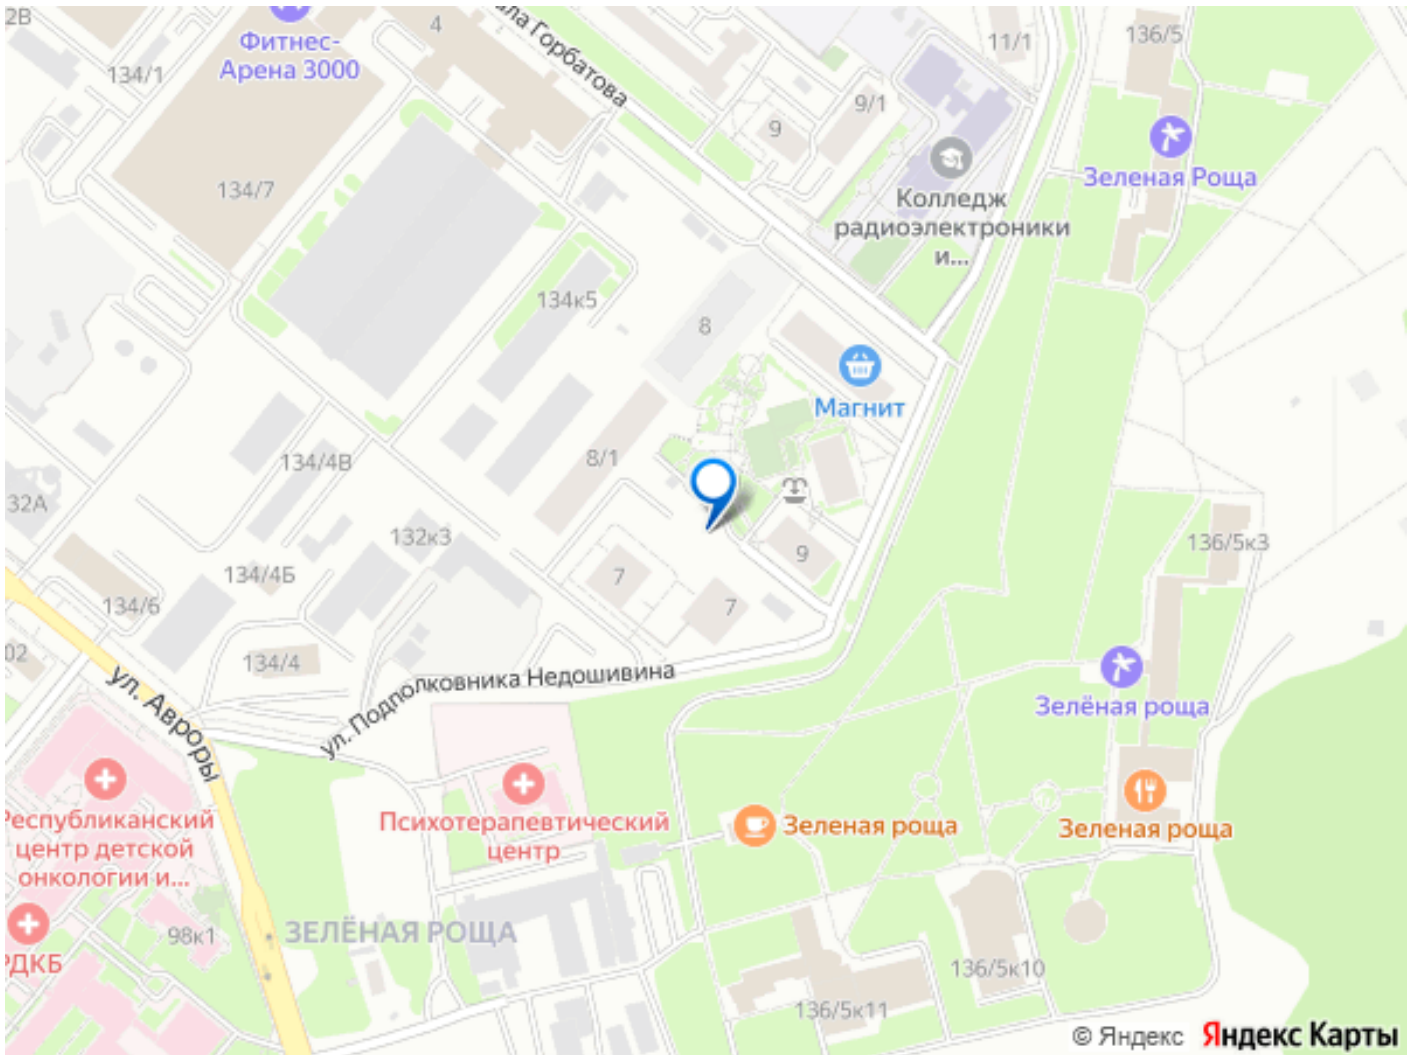 2В
Фитнес-
Арена 3000
134/1
4
ла Горбатова
11/1
136/5
9/1
9
134/7
Зеленая Роща
Колледж
радиоэлектроники
и...
134к5
8
Магнит
8/1
134/4В
32А
132к3
9
136/5к3
134/4Б
134/6
7
7
02
134/4
ул. Авроры
ул. Подполковника Недошивина
Зелёная роща
Республиканский
центр детской
онкологии и...
Психотерапевтический
центр
Зеленая роща
Зеленая роща
98к1
ЗЕЛЁНАЯ РОЩА
РДКБ
136/5к10
136/5к11
© Яндекс Яндекс Карты